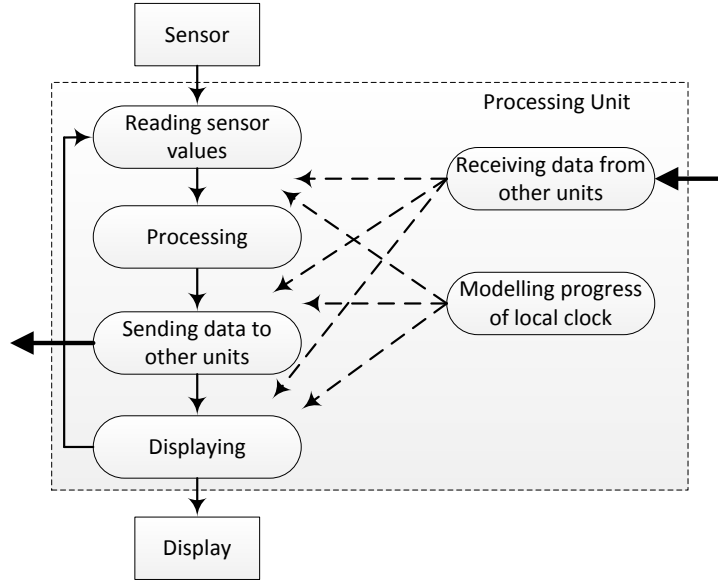 Sensor
Processing Unit
Reading sensor
values
Receiving data from
other units
Processing
Modelling progress
of local clock
Sending data to
other units
Displaying
Display